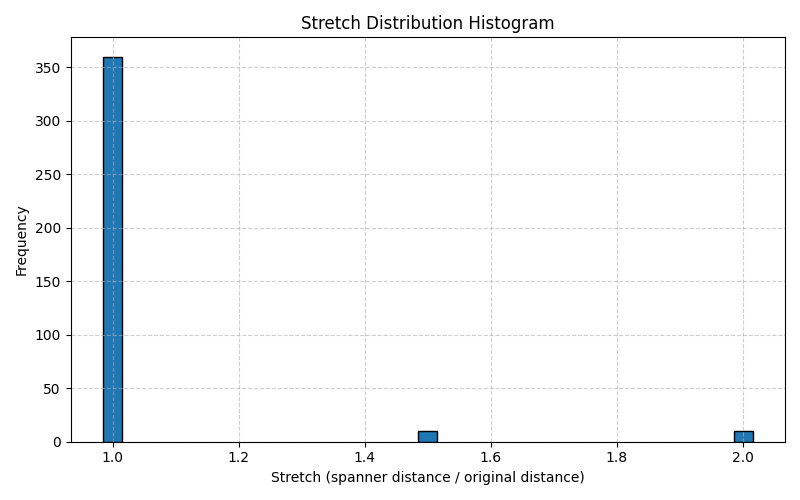 Stretch Distribution Histogram
Frequency
350
300
250
200
150
100
50
0
1.0 1.2 1.4 1.6 1.8 2.0
Stretch (spanner distance / original distance)